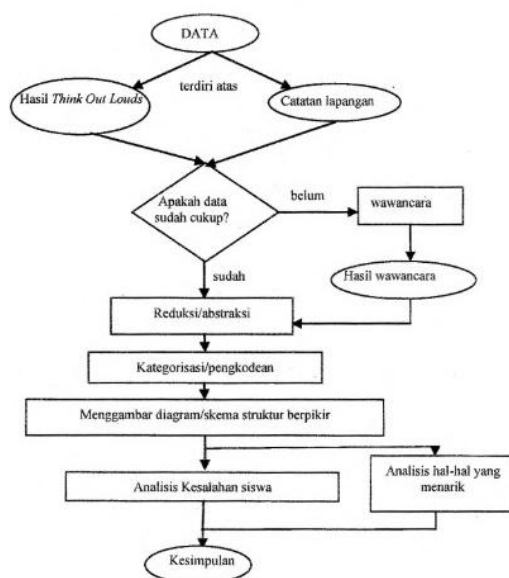 DATA
terdiri atas
Hasil Think Out Louds
Catatan lapangan
Apakah data
sudah cukup?
belum
wawancara
sudah
Hasil wawancara
Reduksi/abstraksi
Kategorisasi/pengkodean
Menggambar diagram/skema struktur berpikir
Analisis Kesalahan siswa
Analisis hal-hal yang
menarik
Kesimpulan